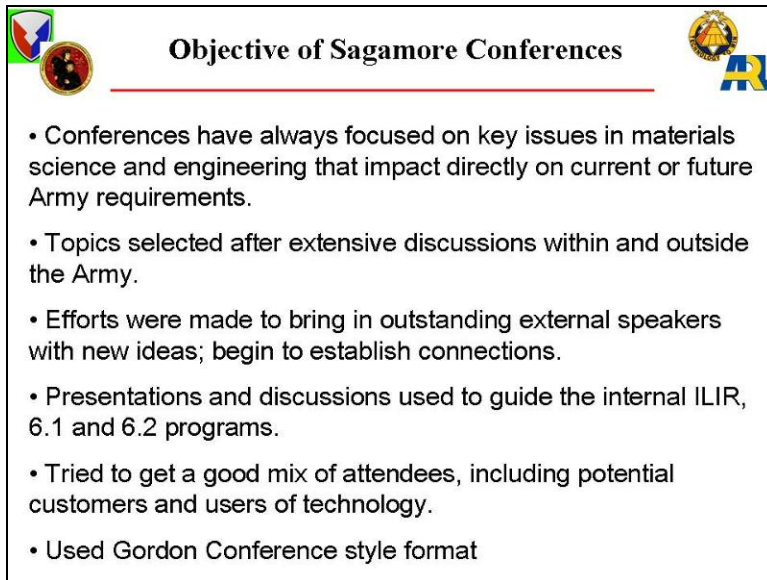 Objective of Sagamore Conferences
• Conferences have always focused on key issues in materials
science and engineering that impact directly on current or future
Army requirements.
• Topics selected after extensive discussions within and outside
the Army.
• Efforts were made to bring in outstanding external speakers
with new ideas; begin to establish connections.
• Presentations and discussions used to guide the internal ILIR,
6.1 and 6.2 programs.
• Tried to get a good mix of attendees, including potential
customers and users of technology.
• Used Gordon Conference style format